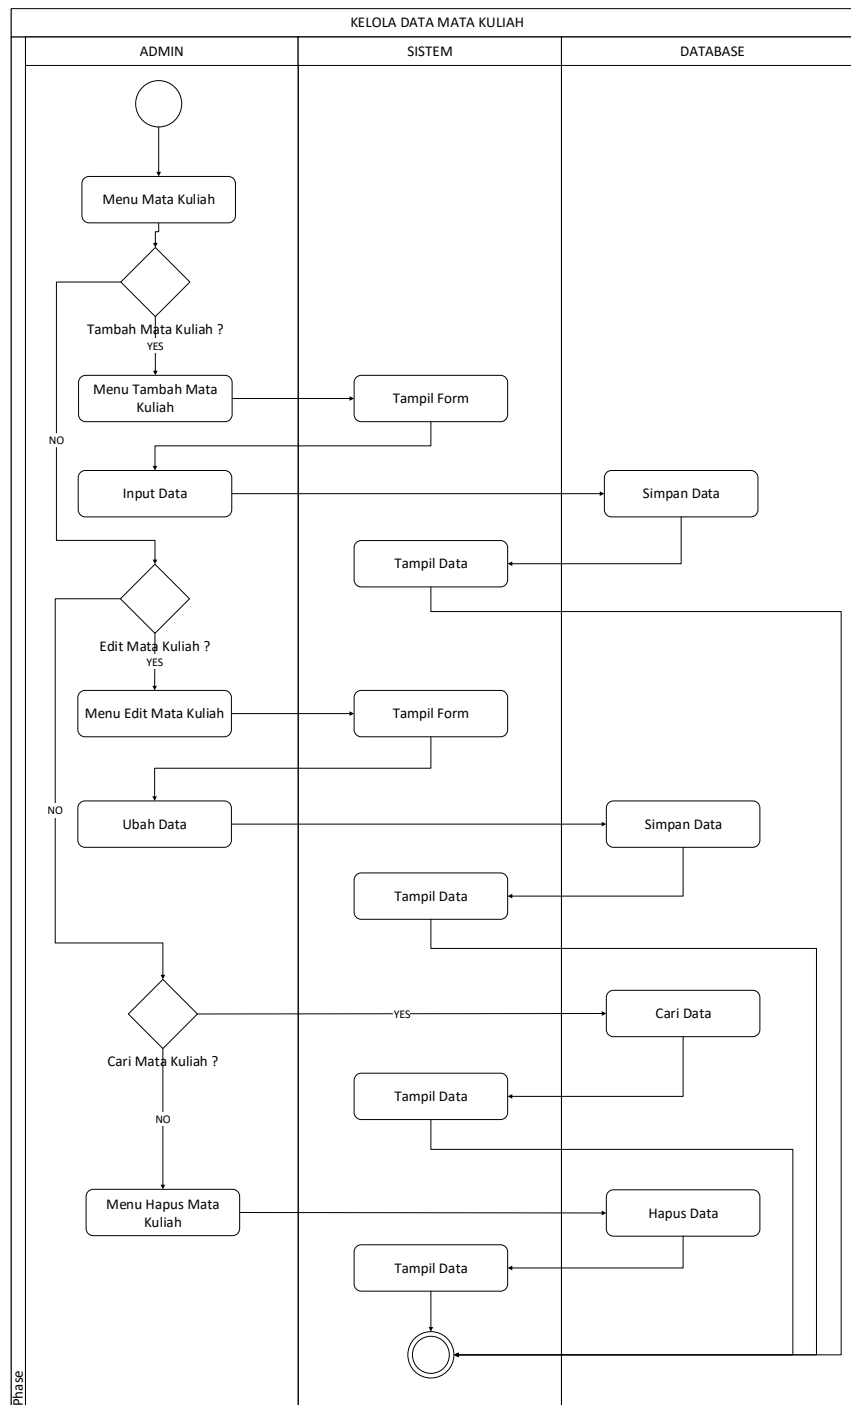 KELOLA DATA MATA KULIAH
ADMIN
SISTEM
DATABASE
Menu Mata Kuliah
Tambah Mata Kuliah ?
YES
Menu Tambah Mata
Kuliah
Tampil Form
NO
Input Data
Simpan Data
Tampil Data
Edit Mata Kuliah ?
YES
Menu Edit Mata Kuliah
Tampil Form
NO
Ubah Data
Simpan Data
Tampil Data
YES
Cari Data
Cari Mata Kuliah ?
Tampil Data
NO
Menu Hapus Mata
Kuliah
Hapus Data
Tampil Data
Phase